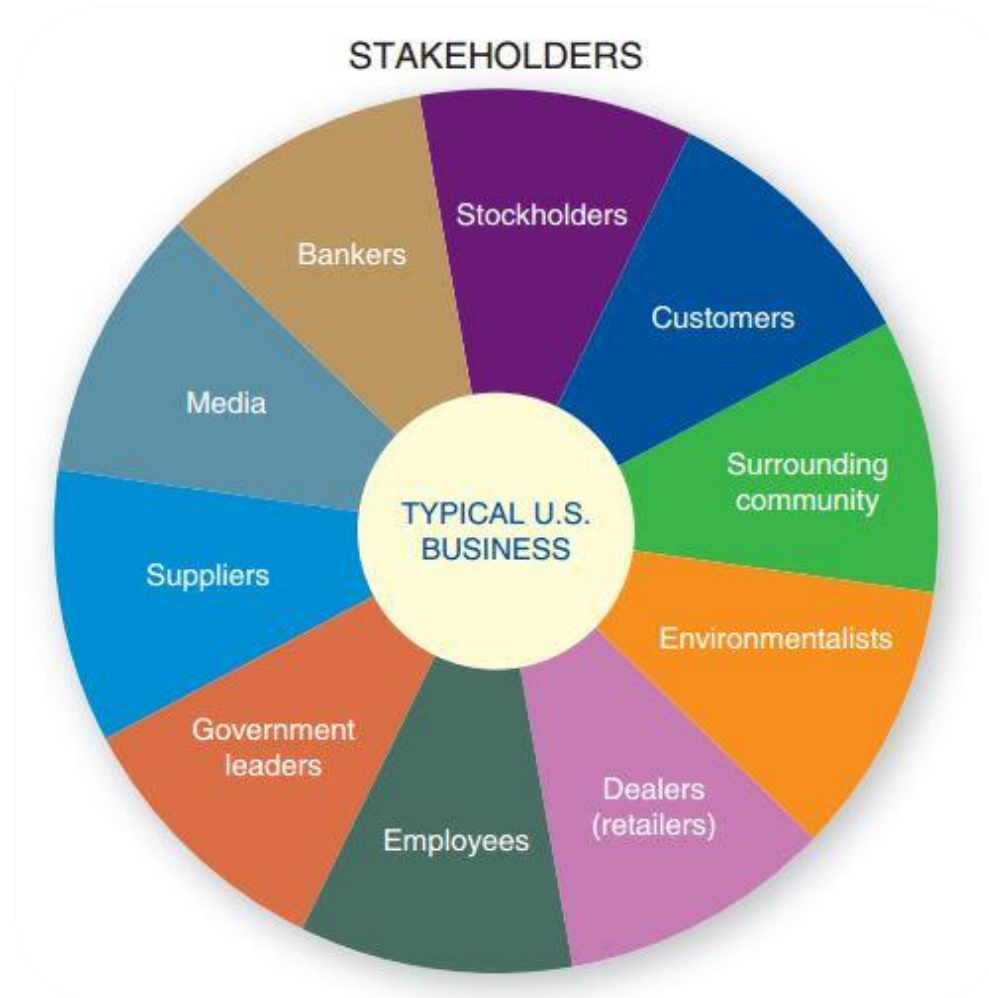 STAKEHOLDERS
Stockholders
Customers
Surrounding
community
Environmentalists
Dealers
(retailers)
Employees
Government
leaders
Suppliers
Media
Bankers
TYPICAL U.S.
BUSINESS